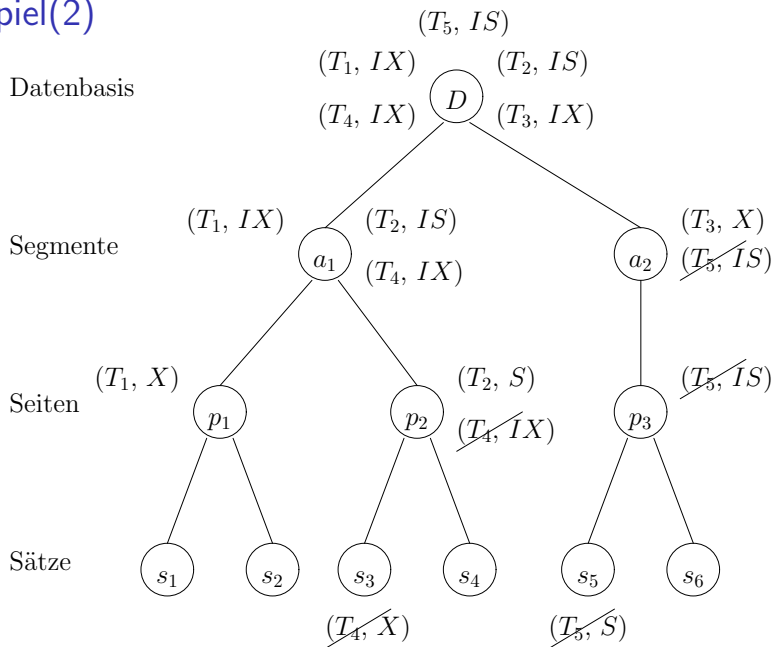 piel(2)
(T5, IS)
(T1, IX) (T2, IS)
Datenbasis D
(T4, IX) (T3, IX)
(T1, IX) (T2, IS) (T3, X)
Segmente a1 a2 (T5, IS)
(T4, IX)
(T1, X) (T2, S) (T5, IS)
Seiten p1 p2 p3
(T4, IX)
Sätze s1 s2 s3 s4 s5 s6
(T4, X) (T5, S)